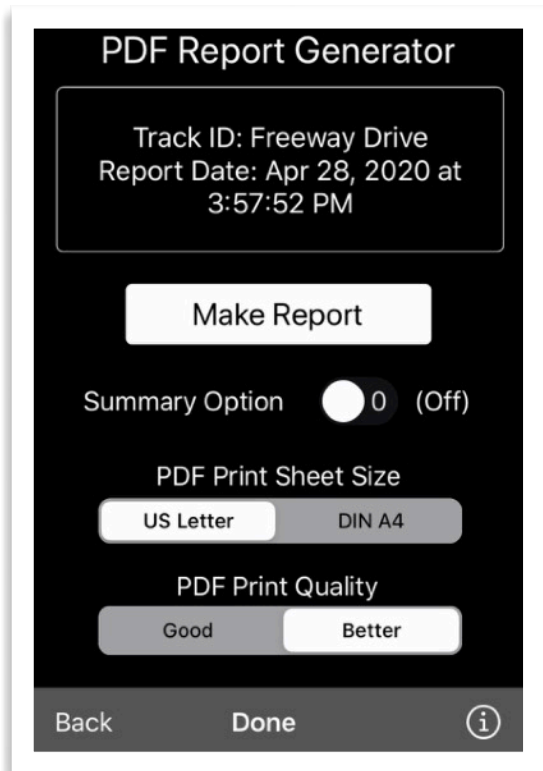 PDF Report Generator
Track ID: Freeway Drive
Report Date: Apr 28, 2020 at
3:57:52 PM
Make Report
Summary Option 0 (Off)
PDF Print Sheet Size
US Letter DIN A4
PDF Print Quality
Good Better
Back Done i